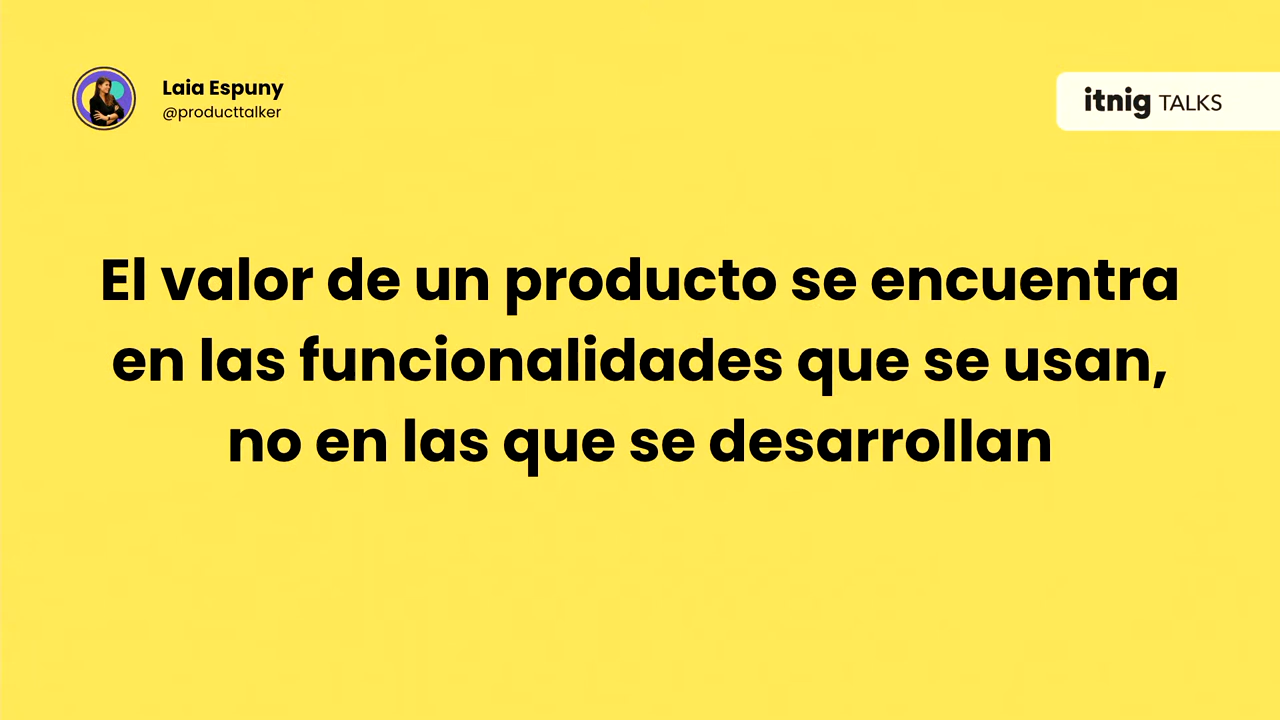 Laia Espuny
@producttalker
itnig TALKS
El valor de un producto se encuentra
en las funcionalidades que se usan,
no en las que se desarrollan